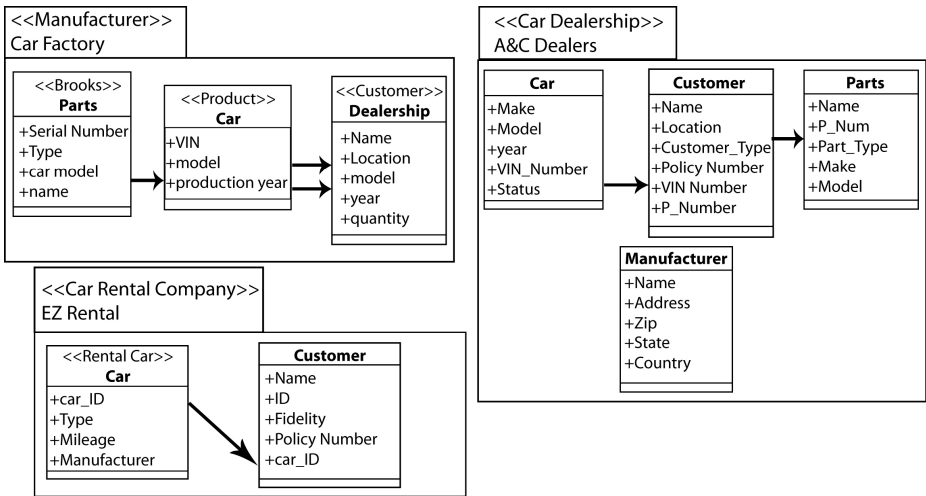 <<Manufacturer>>
Car Factory
<<Brooks>>
Parts
+Serial Number
+Type
+car model
+name
<<Product>>
Car
+VIN
+model
+production year
<<Customer>>
Dealership
+Name
+Location
+model
+year
+quantity
<<Car Dealership>>
A&C Dealers
Car
+Make
+Model
+year
+VIN_Number
+Status
Customer
+Name
+Location
+Customer_Type
+Policy Number
+VIN Number
+P_Number
Parts
+Name
+P_Num
+Part_Type
+Make
+Model
Manufacturer
+Name
+Address
+Zip
+State
+Country
<<Car Rental Company>>
EZ Rental
<<Rental Car>>
Car
+car_ID
+Type
+Mileage
+Manufacturer
Customer
+Name
+ID
+Fidelity
+Policy Number
+car_ID